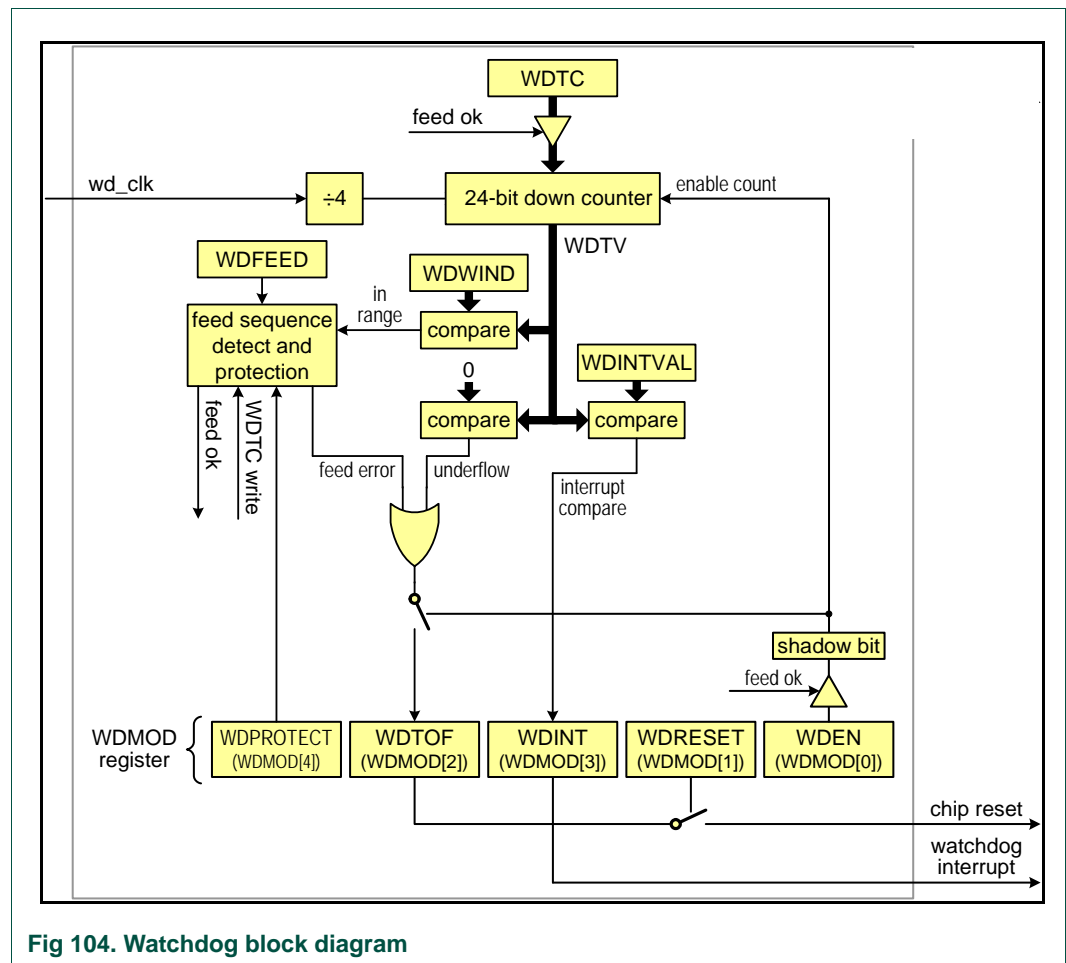 WDTC
feed ok
wd_clk
÷4
24-bit down counter
enable count
WDTV
WDFEED
WDWIND
in
range
feed sequence
detect and
protection
compare
WDINTVAL
0
compare
compare
feed ok
WDTC write
feed error
underflow
interrupt
compare
shadow bit
feed ok
WDMOD
register
WDPROTECT
(WDMOD[4])
WDTOF
(WDMOD[2])
WDINT
(WDMOD[3])
WDRESET
(WDMOD[1])
WDEN
(WDMOD[0])
chip reset
watchdog
interrupt
Fig 104. Watchdog block diagram